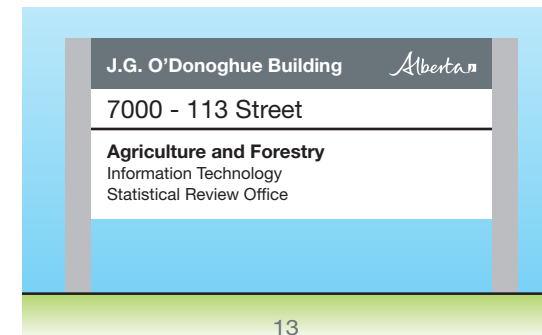 J.G. O’Donoghue Building Alberta
7000 - 113 Street
Agriculture and Forestry
Information Technology
Statistical Review Office
13